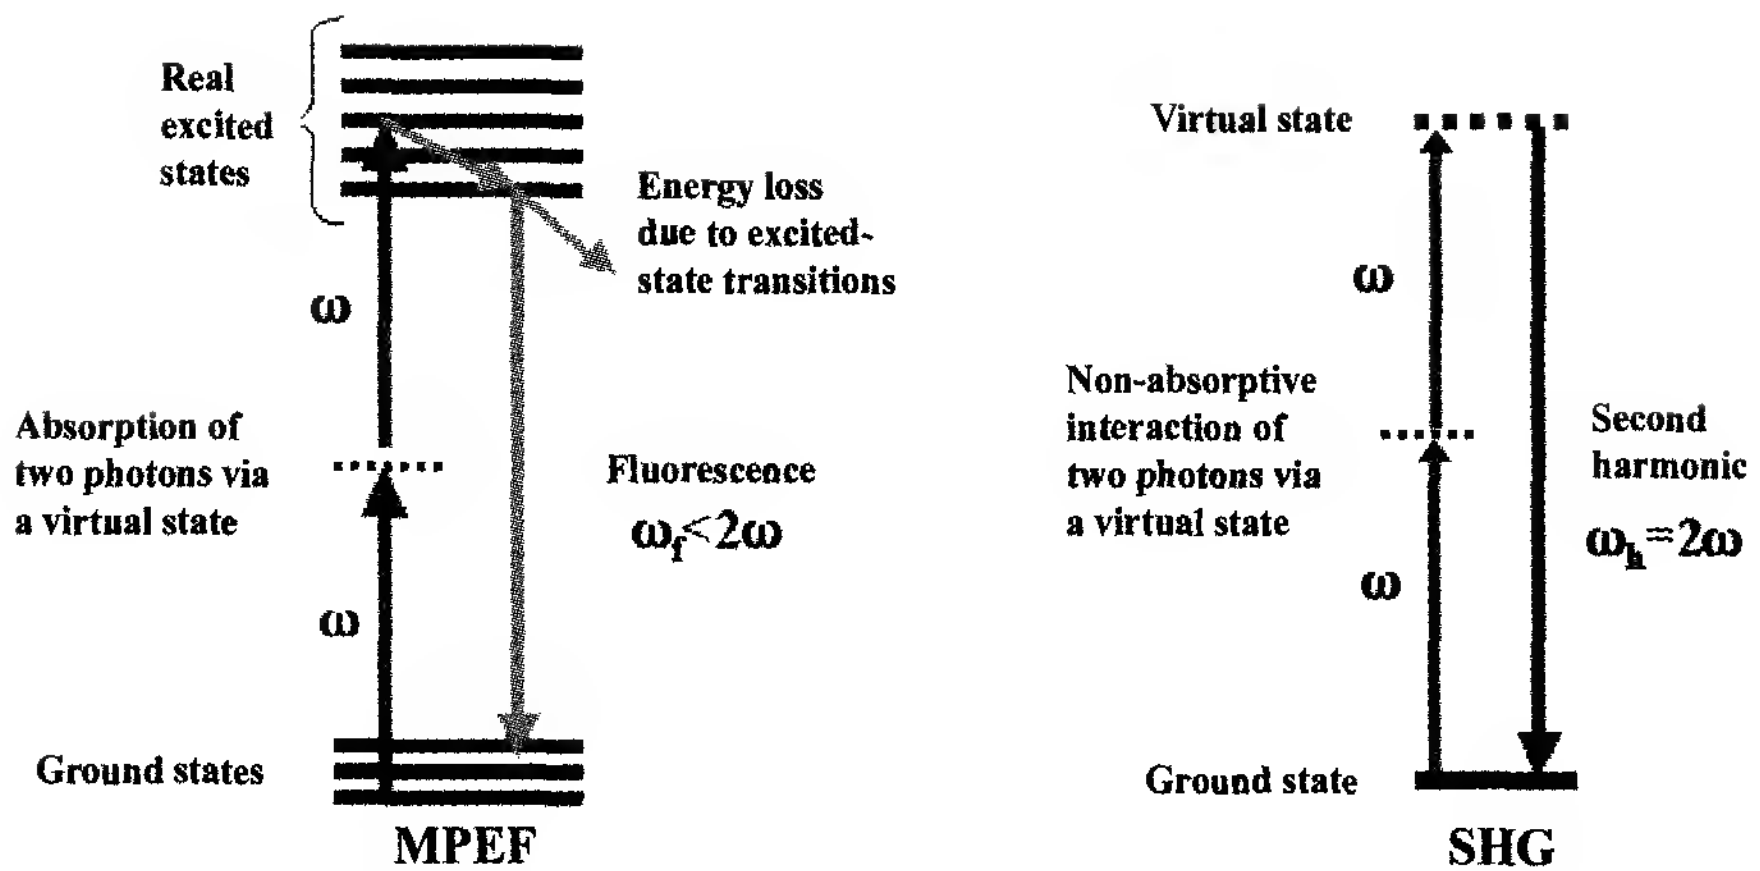 Real
excited
states
Energy loss
due to excited-
state transitions
ω
Absorption of
two photons via
a virtual state
Fluorescence
ω_f<2ω
ω
Ground states
MPEF
Virtual state
ω
Non-absorptive
interaction of
two photons via
a virtual state
Second
harmonic
ω_h=2ω
ω
Ground state
SHG